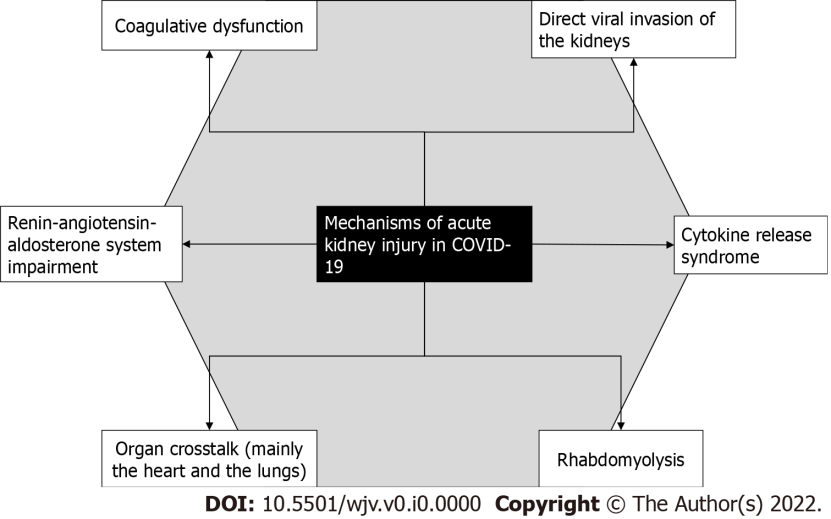 Coagulative dysfunction
Direct viral invasion of
the kidneys
Renin-angiotensin-
aldosterone system
impairment
Mechanisms of acute
kidney injury in COVID-
19
Cytokine release
syndrome
Organ crosstalk (mainly
the heart and the lungs)
Rhabdomyolysis
DOI: 10.5501/wjv.v0.i0.0000 Copyright © The Author(s) 2022.